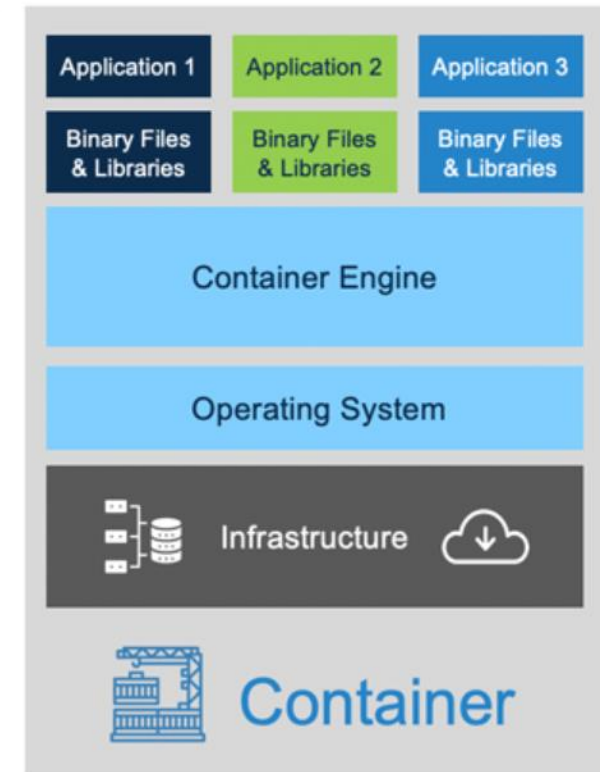 Application 1
Application 2
Application 3
Binary Files
& Libraries
Binary Files
& Libraries
Binary Files
& Libraries
Container Engine
Operating System
Infrastructure
Container